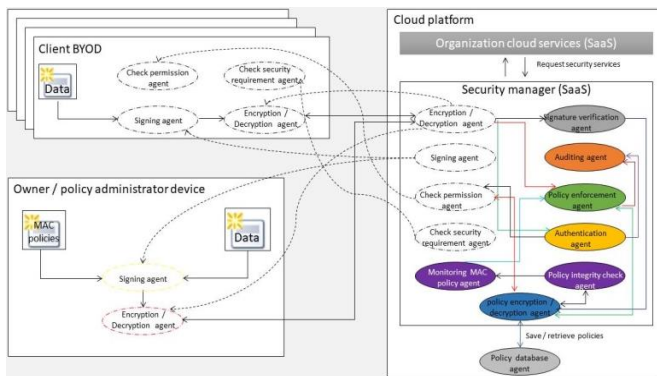 Client BYOD
Data
Check permission
agent
Check security
requirement agent
Signing agent
Encryption /
Decryption agent
Owner / policy administrator device
MAC
policies
Data
Signing agent
Encryption /
Decryption agent
Cloud platform
Organization cloud services (SaaS)
Request security services
Security manager (SaaS)
Encryption /
Decryption agent
Signature verification
agent
Signing agent
Auditing agent
Check permission
agent
Policy enforcement
agent
Check security
requirement agent
Authentication
agent
Monitoring MAC
policy agent
Policy integrity check
agent
policy encryption /
decryption agent
Save / retrieve policies
Policy database
agent